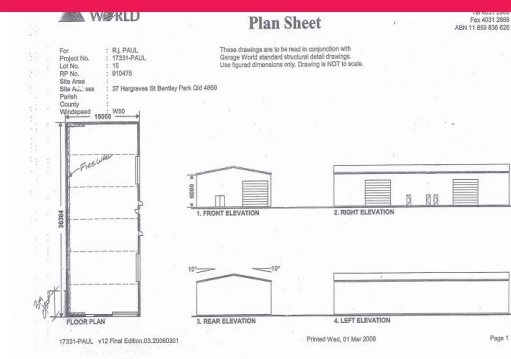 WORLD
Plan Sheet
Fax 4031 2866
ABN 11 859 836 626
For : R.J. PAUL
Project No. : 17331-PAUL
Lot No. : 15
RP No. : 910475
Site Area :
Site Address : 37 Hargraves St Bentley Park Qld 4869
Parish :
County :
Windspeed : W50
These drawings are to be read in conjunction with
Garage World standard structural detail drawings.
Use figured dimensions only. Drawing is NOT to scale.
15000
FIREWALL
36384
6000
1. FRONT ELEVATION
2. RIGHT ELEVATION
10°
10°
FLOOR PLAN
3. REAR ELEVATION
4. LEFT ELEVATION
17331-PAUL v12 Final Edition.03.20060301
Printed Wed, 01 Mar 2006
Page 1